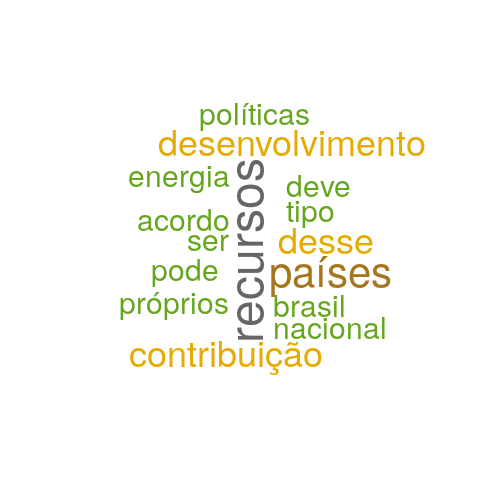 políticas
desenvolvimento
energia
recursos
deve
tipo
acordo
ser
desse
pode
países
próprios
brasil
nacional
contribuição